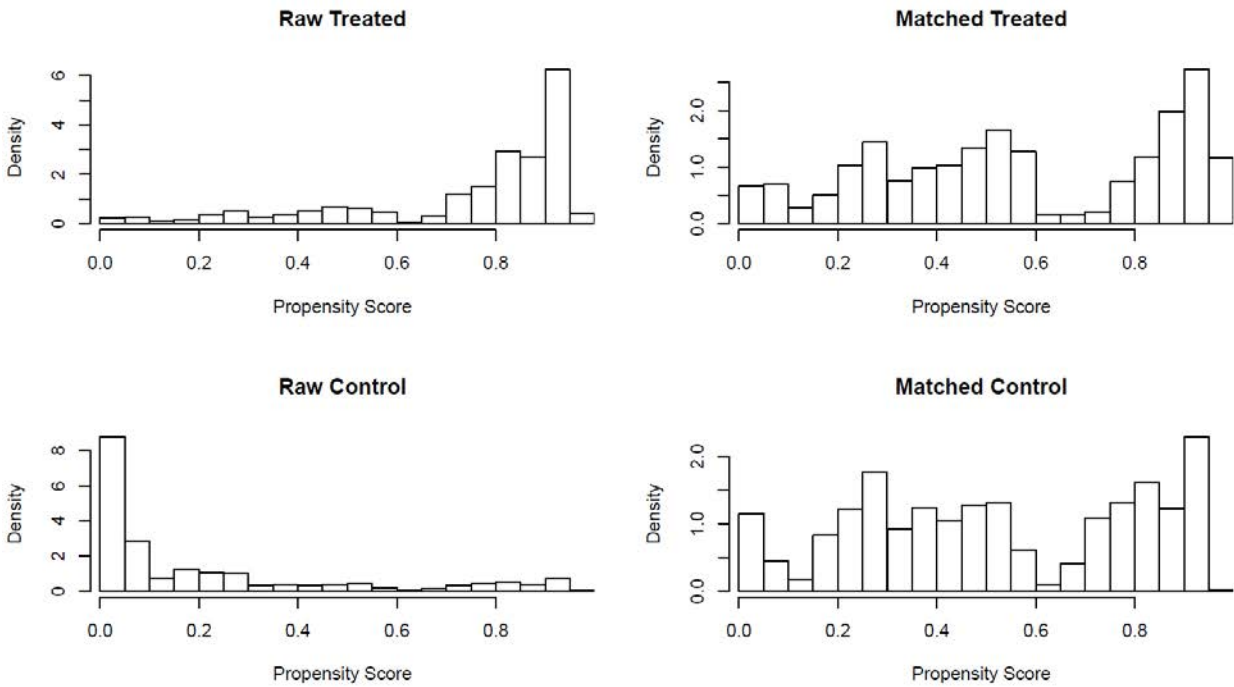 Raw Treated
Density
0 2 4 6
0.0 0.2 0.4 0.6 0.8
Propensity Score
Matched Treated
Density
0.0 1.0 2.0
0.0 0.2 0.4 0.6 0.8
Propensity Score
Raw Control
Density
0 2 4 6 8
0.0 0.2 0.4 0.6 0.8
Propensity Score
Matched Control
Density
0.0 1.0 2.0
0.0 0.2 0.4 0.6 0.8
Propensity Score